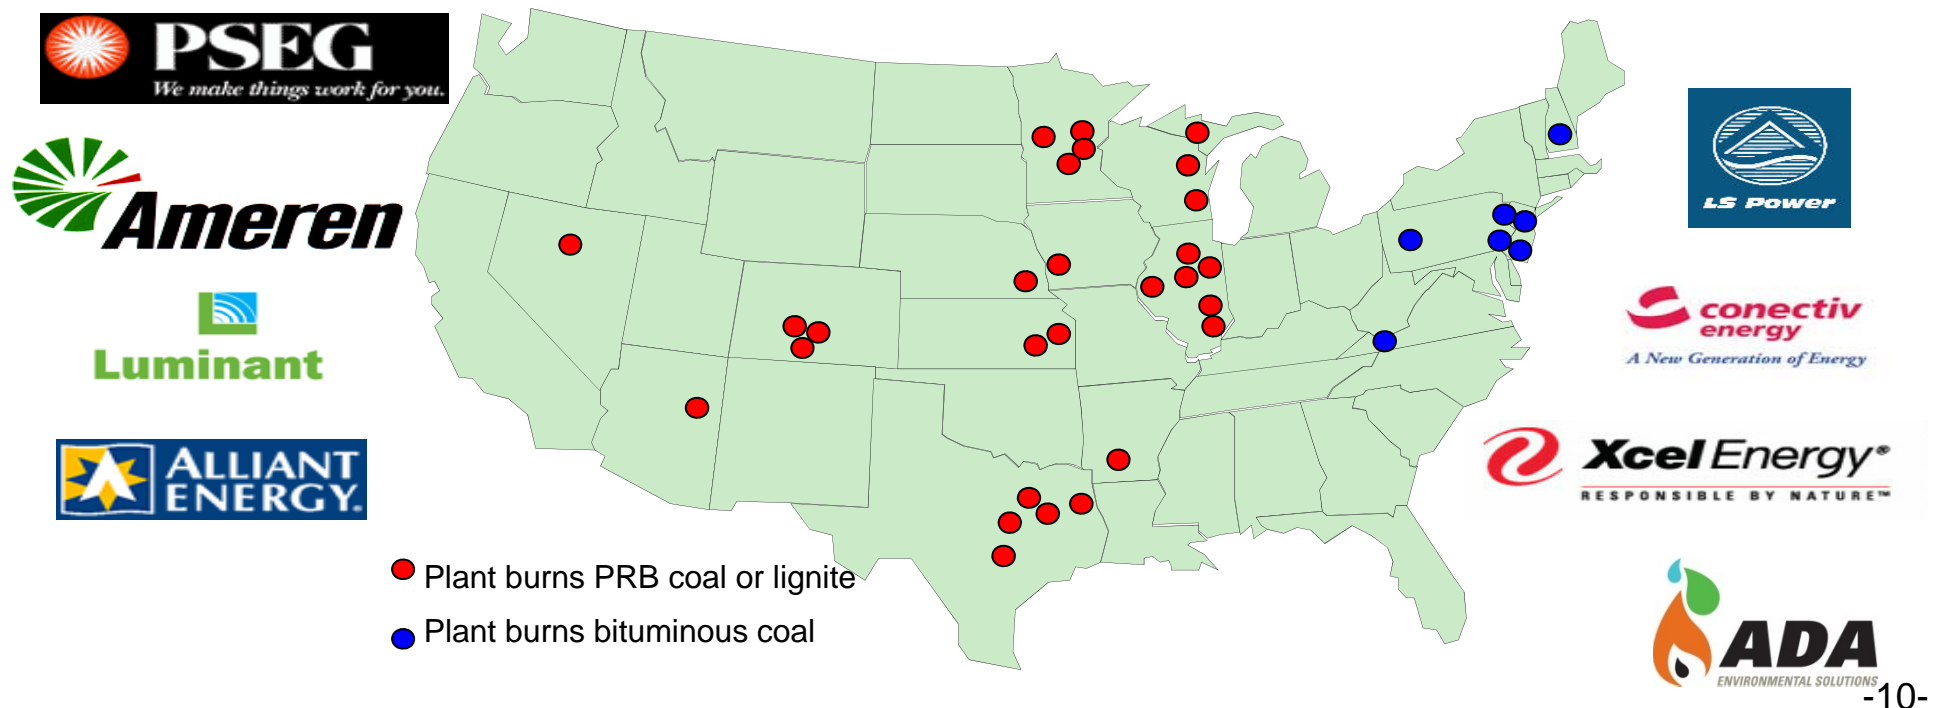 PSEG
We make things work for you.
Ameren
Luminant
ALLIANT
ENERGY.
LS Power
conectiv
energy
A New Generation of Energy
Xcel Energy®
RESPONSIBLE BY NATURE™
ADA
ENVIRONMENTAL SOLUTIONS
Plant burns PRB coal or lignite
Plant burns bituminous coal
-10-